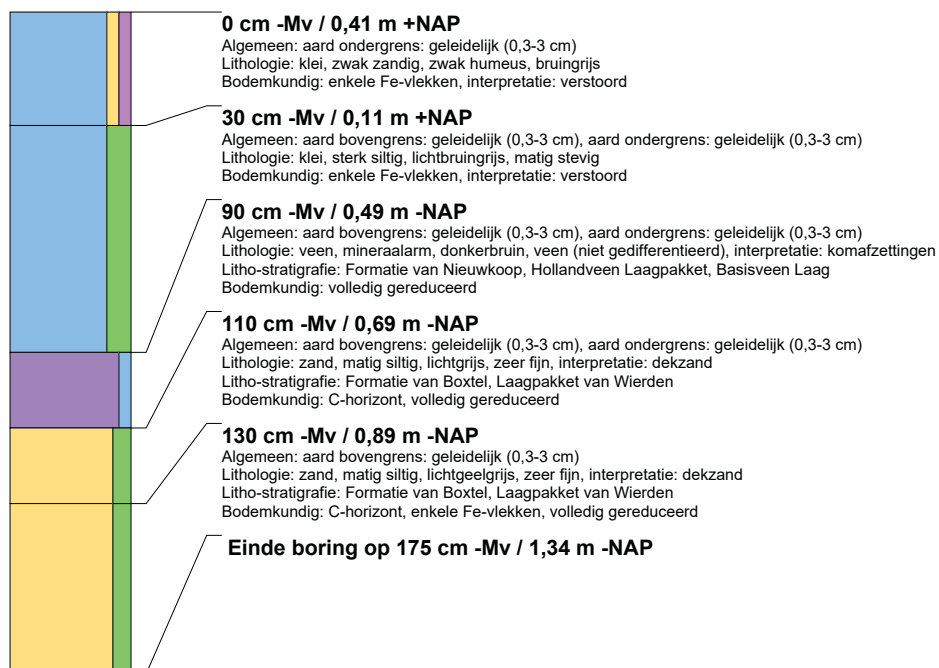 0 cm -Mv / 0,41 m +NAP
Algemeen: aard ondergrens: geleidelijk (0,3-3 cm)
Lithologie: klei, zwak zandig, zwak humeus, bruingrijs
Bodemkundig: enkele Fe-vlekken, interpretatie: verstoord
30 cm -Mv / 0,11 m +NAP
Algemeen: aard bovengrens: geleidelijk (0,3-3 cm), aard ondergrens: geleidelijk (0,3-3 cm)
Lithologie: klei, sterk siltig, lichtbruingrijs, matig stevig
Bodemkundig: enkele Fe-vlekken, interpretatie: verstoord
90 cm -Mv / 0,49 m -NAP
Algemeen: aard bovengrens: geleidelijk (0,3-3 cm), aard ondergrens: geleidelijk (0,3-3 cm)
Lithologie: veen, mineraalarm, donkerbruin, veen (niet gedifferentieerd), interpretatie: komafzettingen
Litho-stratigrafie: Formatie van Nieuwkoop, Hollandveen Laagpakket, Basisveen Laag
Bodemkundig: volledig gereduceerd
110 cm -Mv / 0,69 m -NAP
Algemeen: aard bovengrens: geleidelijk (0,3-3 cm), aard ondergrens: geleidelijk (0,3-3 cm)
Lithologie: zand, matig siltig, lichtgrijs, zeer fijn, interpretatie: dekzand
Litho-stratigrafie: Formatie van Boxtel, Laagpakket van Wierden
Bodemkundig: C-horizont, volledig gereduceerd
130 cm -Mv / 0,89 m -NAP
Algemeen: aard bovengrens: geleidelijk (0,3-3 cm)
Lithologie: zand, matig siltig, lichtgeelgrijs, zeer fijn, interpretatie: dekzand
Litho-stratigrafie: Formatie van Boxtel, Laagpakket van Wierden
Bodemkundig: C-horizont, enkele Fe-vlekken, volledig gereduceerd
Einde boring op 175 cm -Mv / 1,34 m -NAP